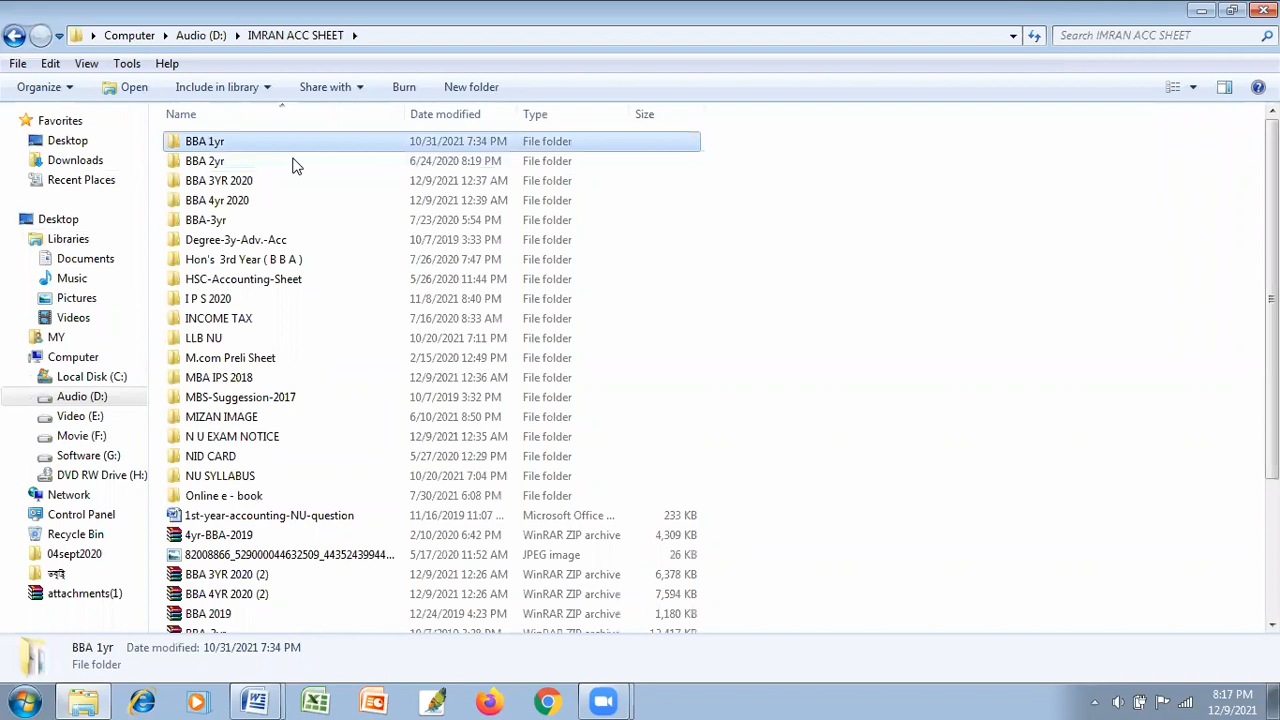 Computer Audio (D:) IMRAN ACC SHEET Search IMRAN ACC SHEET
File Edit View Tools Help
Organize Open Include in library Share with Burn New folder
Name Date modified Type Size
Favorites
Desktop
Downloads
Recent Places
Desktop
Libraries
Documents
Music
Pictures
Videos
MY
Computer
Local Disk (C:)
Audio (D:)
Video (E:)
Movie (F:)
Software (G:)
DVD RW Drive (H:)
Network
Control Panel
Recycle Bin
04sept2020
attachments(1)
BBA 1yr 10/31/2021 7:34 PM File folder
BBA 2yr 6/24/2020 8:19 PM File folder
BBA 3YR 2020 12/9/2021 12:37 AM File folder
BBA 4yr 2020 12/9/2021 12:39 AM File folder
BBA-3yr 7/23/2020 5:54 PM File folder
Degree-3y-Adv.-Acc 10/7/2019 3:33 PM File folder
Hon's 3rd Year ( B B A ) 7/26/2020 7:47 PM File folder
HSC-Accounting-Sheet 5/26/2020 11:44 PM File folder
I P S 2020 11/8/2021 8:40 PM File folder
INCOME TAX 7/16/2020 8:33 AM File folder
LLB NU 10/20/2021 7:11 PM File folder
M.com Preli Sheet 2/15/2020 12:49 PM File folder
MBA IPS 2018 12/9/2021 12:36 AM File folder
MBS-Suggession-2017 10/7/2019 3:32 PM File folder
MIZAN IMAGE 6/10/2021 8:50 PM File folder
N U EXAM NOTICE 12/9/2021 12:35 AM File folder
NID CARD 5/27/2020 12:29 PM File folder
NU SYLLABUS 10/20/2021 7:04 PM File folder
Online e - book 7/30/2021 6:08 PM File folder
1st-year-accounting-NU-question 11/16/2019 11:07 ... Microsoft Office ... 233 KB
4yr-BBA-2019 2/10/2020 6:42 PM WinRAR ZIP archive 4,309 KB
82008866_529000044632509_44352439944... 5/17/2020 11:52 AM JPEG image 26 KB
BBA 3YR 2020 (2) 12/9/2021 12:26 AM WinRAR ZIP archive 6,378 KB
BBA 4YR 2020 (2) 12/9/2021 12:26 AM WinRAR ZIP archive 7,594 KB
BBA 2019 12/24/2019 4:23 PM WinRAR ZIP archive 1,180 KB
BBA 1yr Date modified: 10/31/2021 7:34 PM
File folder
8:17 PM
12/9/2021